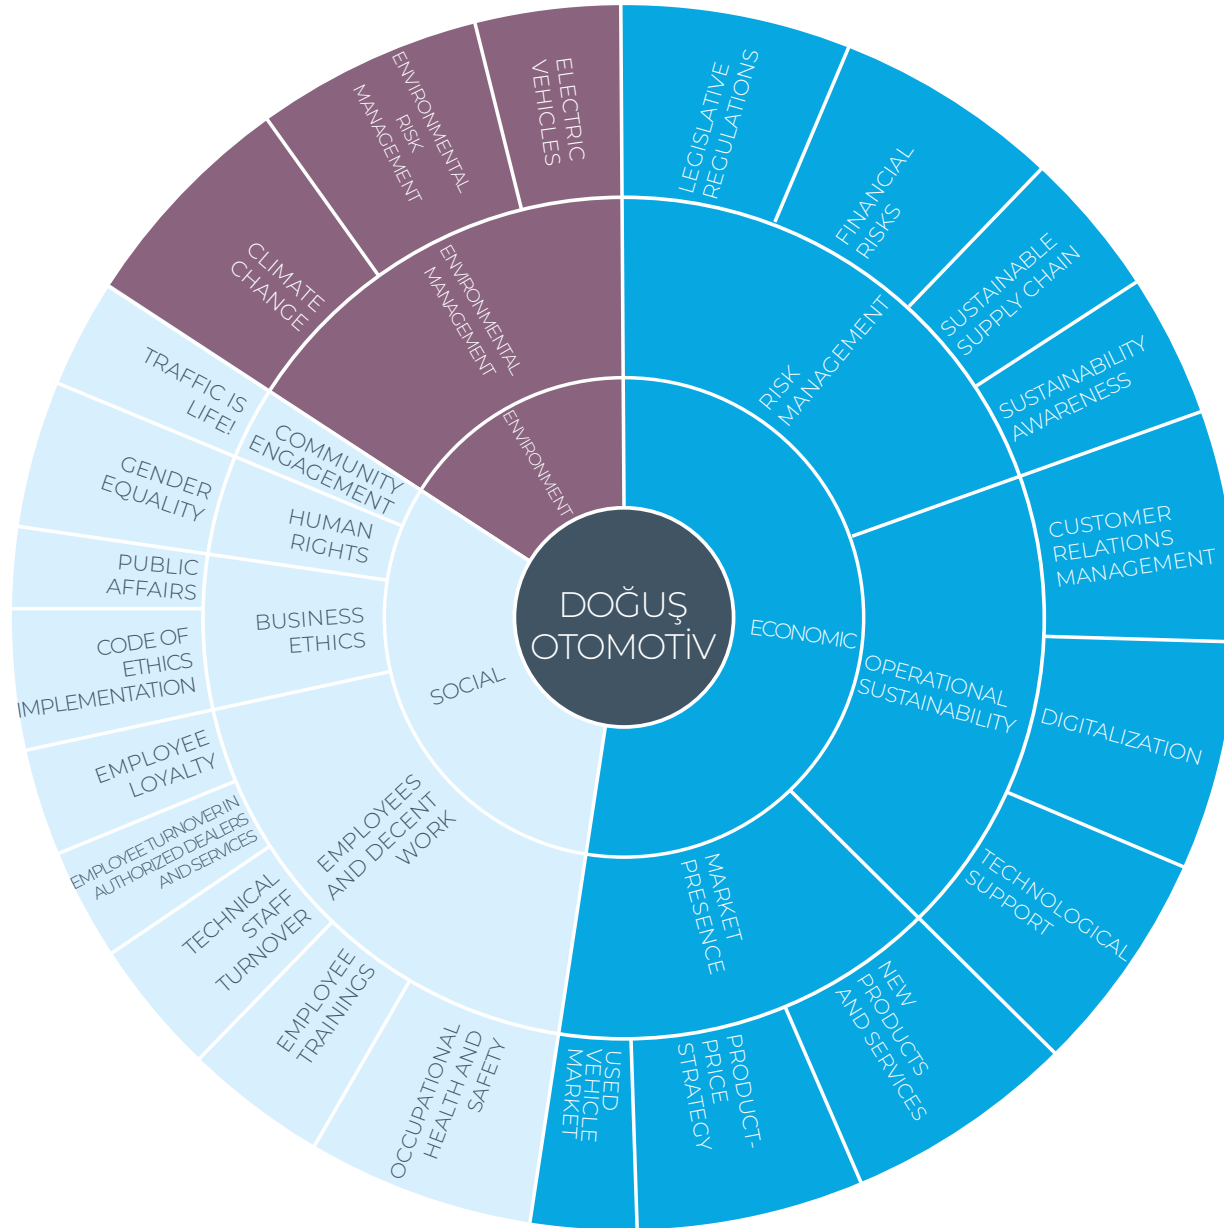 DOĞUŞ
OTOMOTİV
ECONOMIC
RISK
MANAGEMENT
LEGISLATIVE
REGULATIONS
FINANCIAL
RISKS
SUSTAINABLE
SUPPLY CHAIN
SUSTAINABILITY
AWARENESS
OPERATIONAL
SUSTAINABILITY
CUSTOMER
RELATIONS
MANAGEMENT
DIGITALIZATION
TECHNOLOGICAL
SUPPORT
MARKET
PRESENCE
NEW
PRODUCTS
AND SERVICES
PRODUCT-
PRICE
STRATEGY
USED
VEHICLE
MARKET
SOCIAL
EMPLOYEES
AND DECENT
WORK
OCCUPATIONAL
HEALTH AND
SAFETY
EMPLOYEE
TRAININGS
TECHNICAL
STAFF
TURNOVER
EMPLOYEE TURNOVER IN
AUTHORIZED DEALERS
AND SERVICES
EMPLOYEE
LOYALTY
BUSINESS
ETHICS
CODE OF
ETHICS
IMPLEMENTATION
PUBLIC
AFFAIRS
HUMAN
RIGHTS
GENDER
EQUALITY
COMMUNITY
ENGAGEMENT
TRAFFIC IS
LIFE!
ENVIRONMENT
ENVIRONMENTAL
MANAGEMENT
CLIMATE
CHANGE
ENVIRONMENTAL
RISK
MANAGEMENT
ELECTRIC
VEHICLES